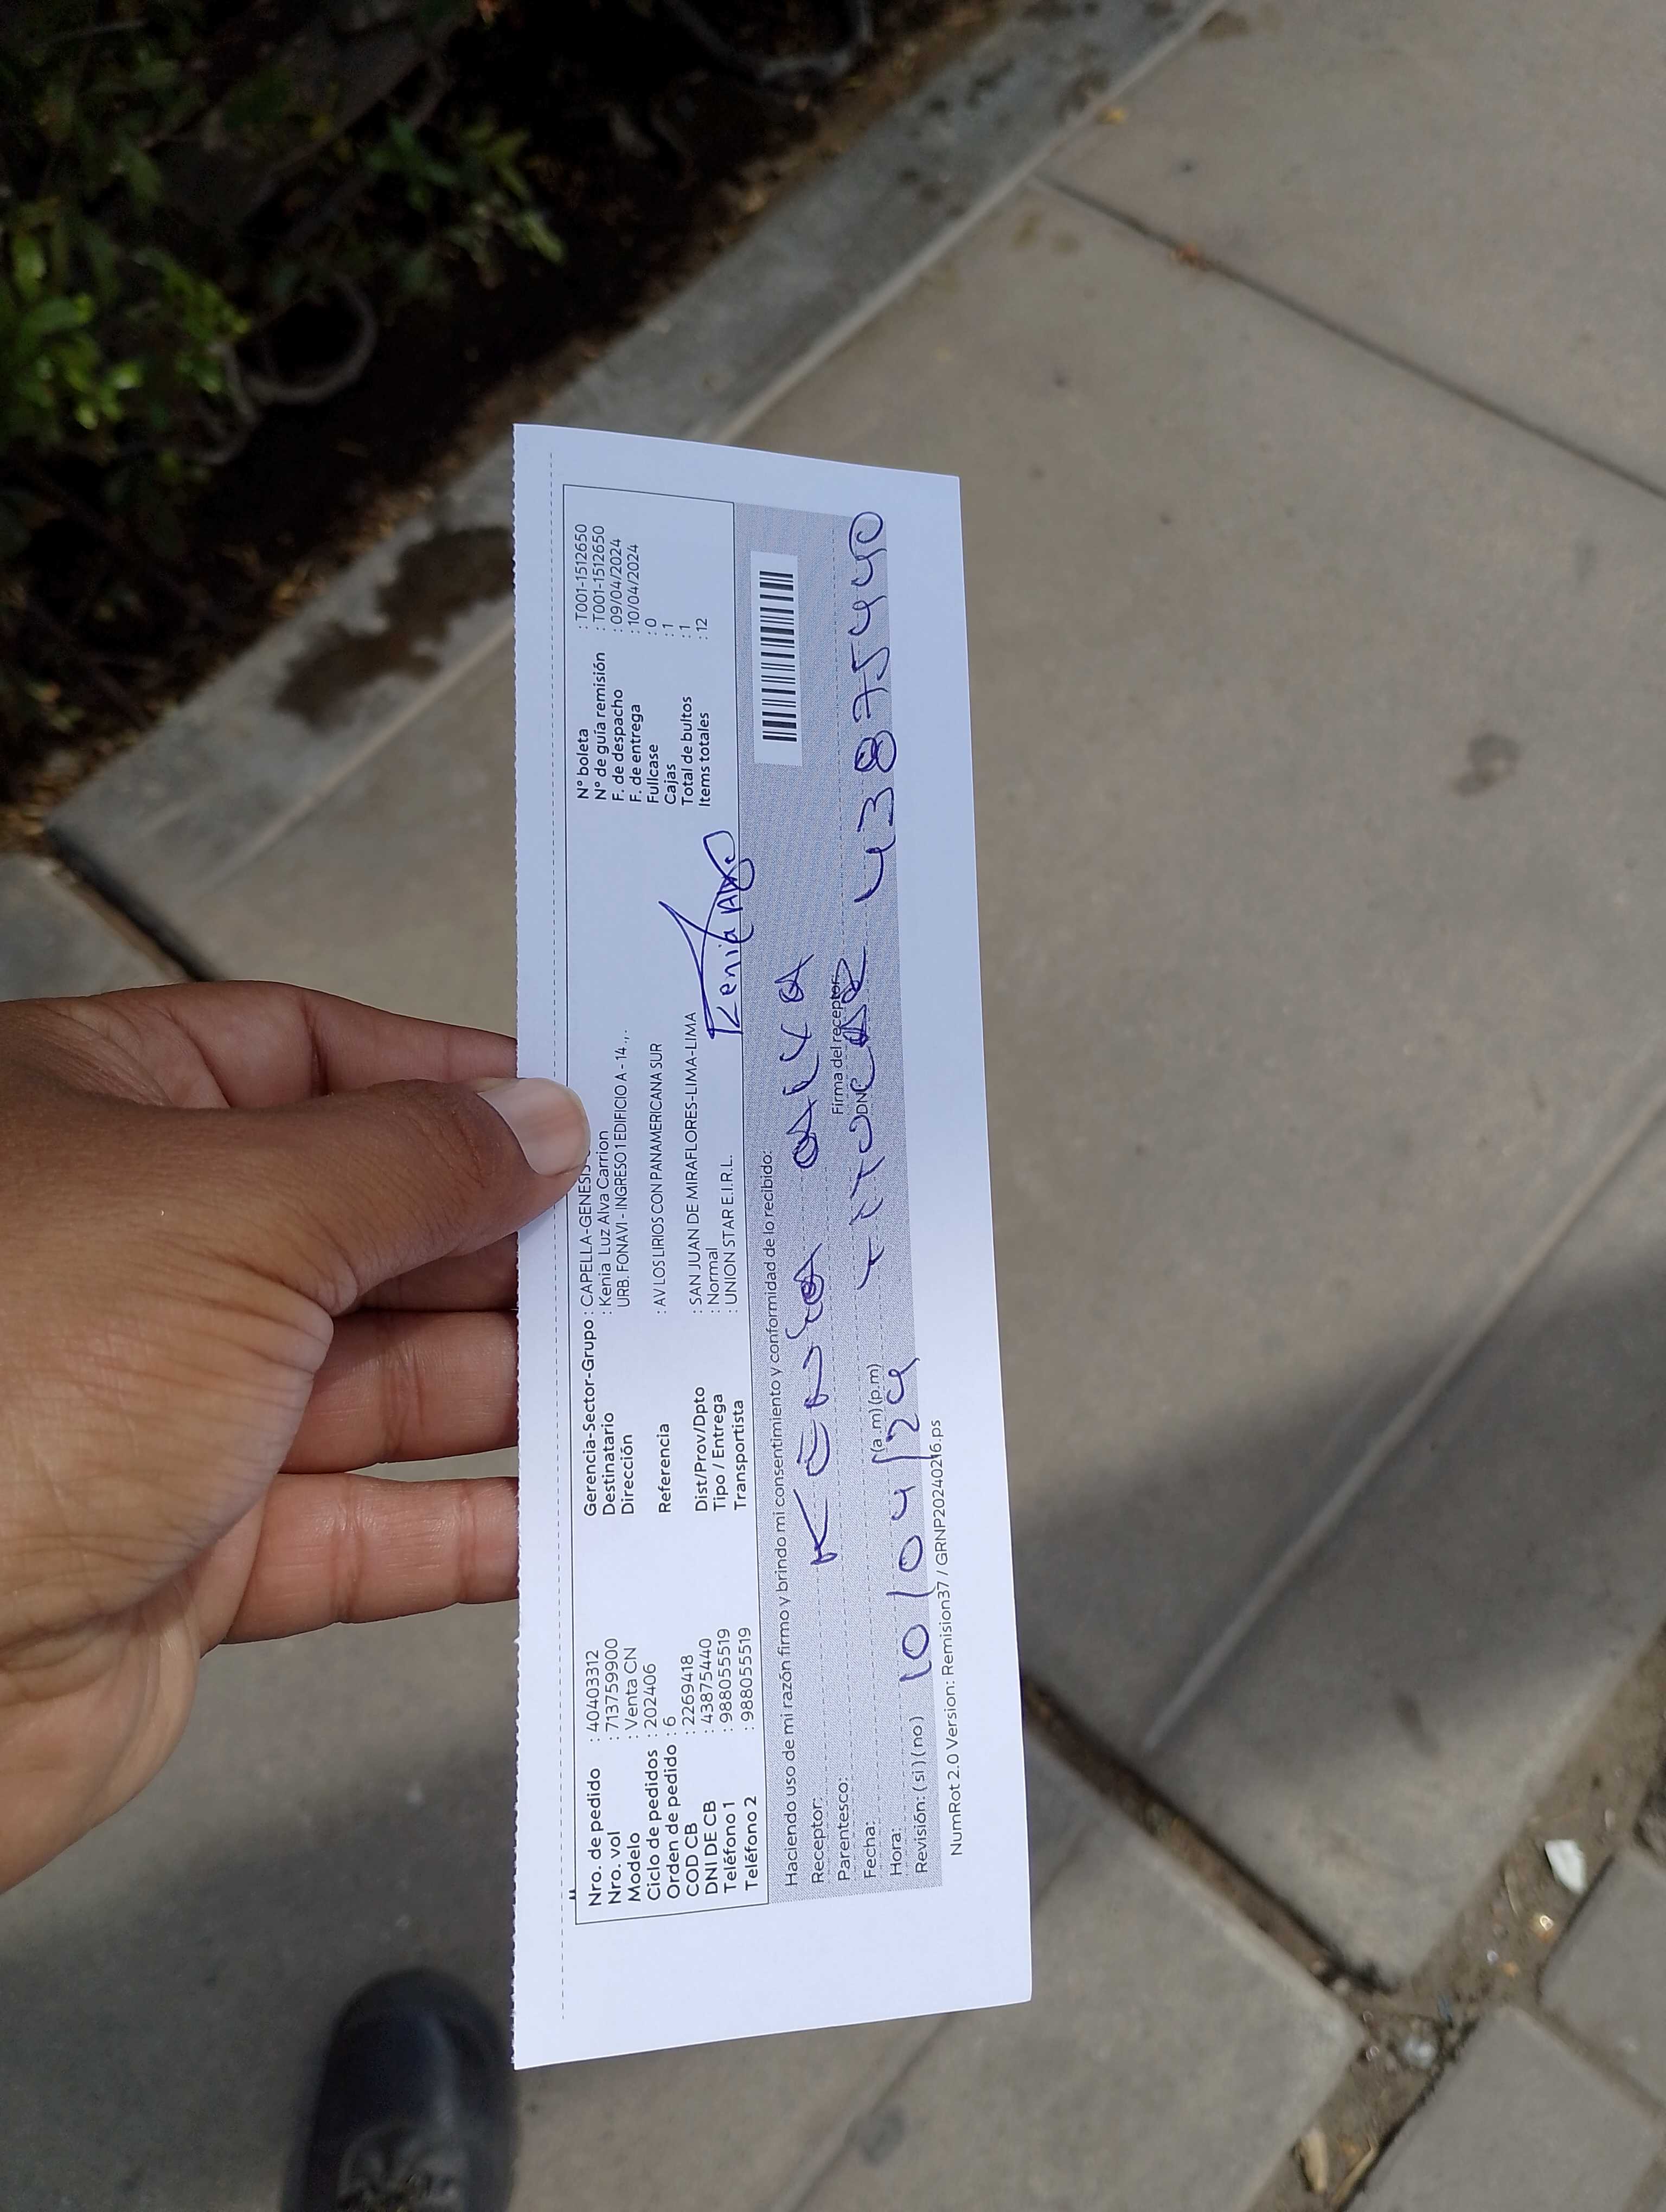 Nro. de pedido : 40403312
Nro. vol : 713759900
Modelo : Venta CN
Ciclo de pedidos : 202406
Orden de pedido : 6
COD CB : 2269418
DNI DE CB : 43875440
Teléfono 1 : 988055519
Teléfono 2 : 988055519
Gerencia-Sector-Grupo : CAPELLA-GENESIS
Destinatario : Kenia Luz Alva Carrion
Dirección URB. FONAVI - INGRESO 1 EDIFICIO A - 14 . , .
Referencia : AV LOS LIRIOS CON PANAMERICANA SUR
Dist/Prov/Dpto : SAN JUAN DE MIRAFLORES-LIMA-LIMA
Tipo / Entrega : Normal
Transportista : UNION STAR E.I.R.L.
N° boleta : T001-1512650
N° de guía remisión : T001-1512650
F. de despacho : 09/04/2024
F. de entrega : 10/04/2024
Fullcase : 0
Cajas : 1
Total de bultos : 1
Items totales : 12
Kenia
Haciendo uso de mi razón firmo y brindo mi consentimiento y conformidad de lo recibido:
Receptor: Kenia alva
Parentesco: Firma del receptor:
TITULAR DNI: 43875440
Fecha:
Hora: (a.m) (p.m)
10/04/24
Revisión: ( si ) ( no )
NumRot 2.0 Version: Remision37 / GRNP20240216.ps